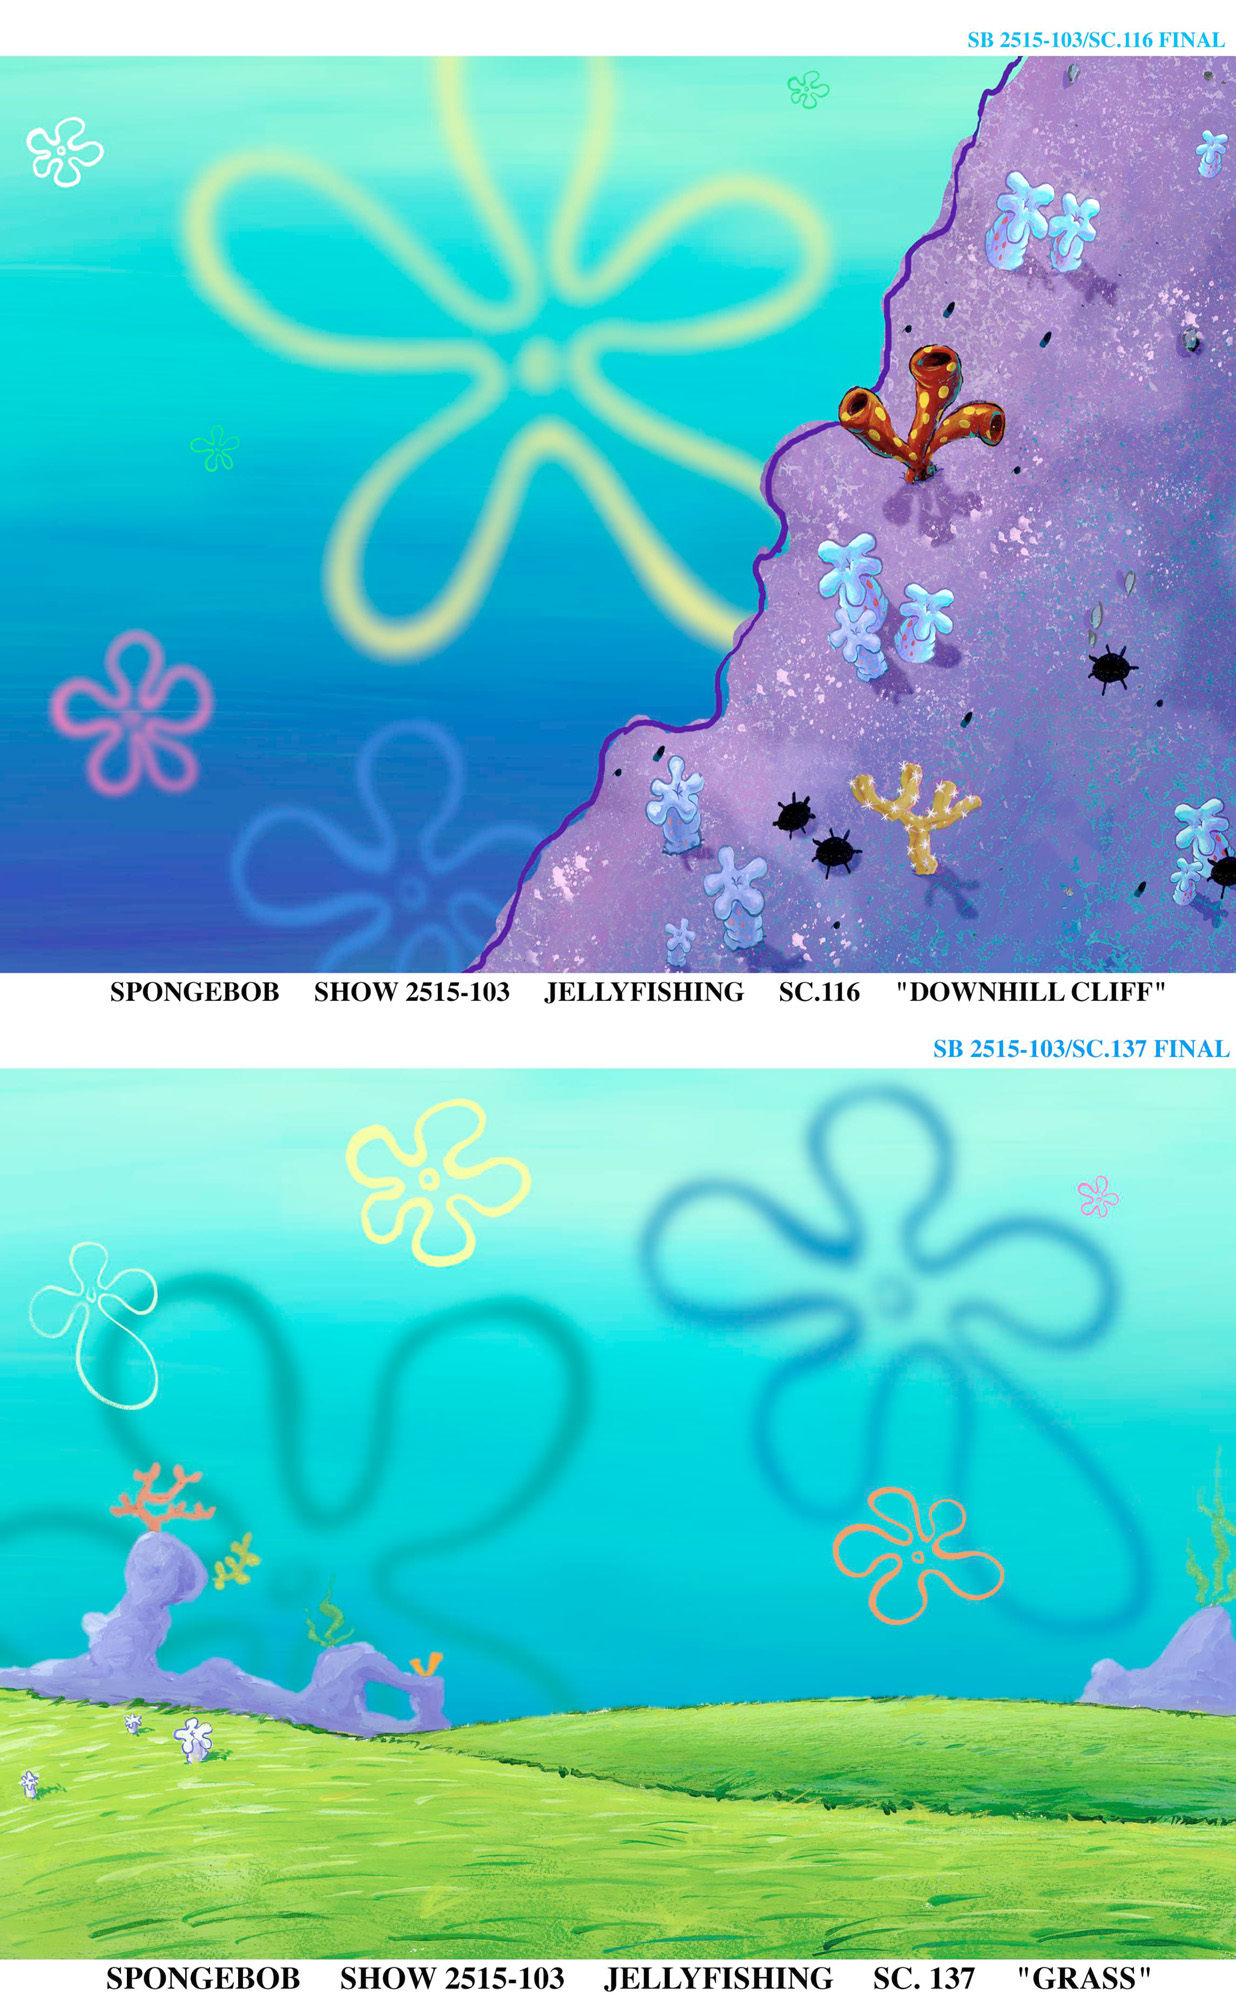 SB 2515-103/SC.116 FINAL
SPONGEBOB SHOW 2515-103 JELLYFISHING SC.116 "DOWNHILL CLIFF"
SB 2515-103/SC.137 FINAL
SPONGEBOB SHOW 2515-103 JELLYFISHING SC. 137 "GRASS"